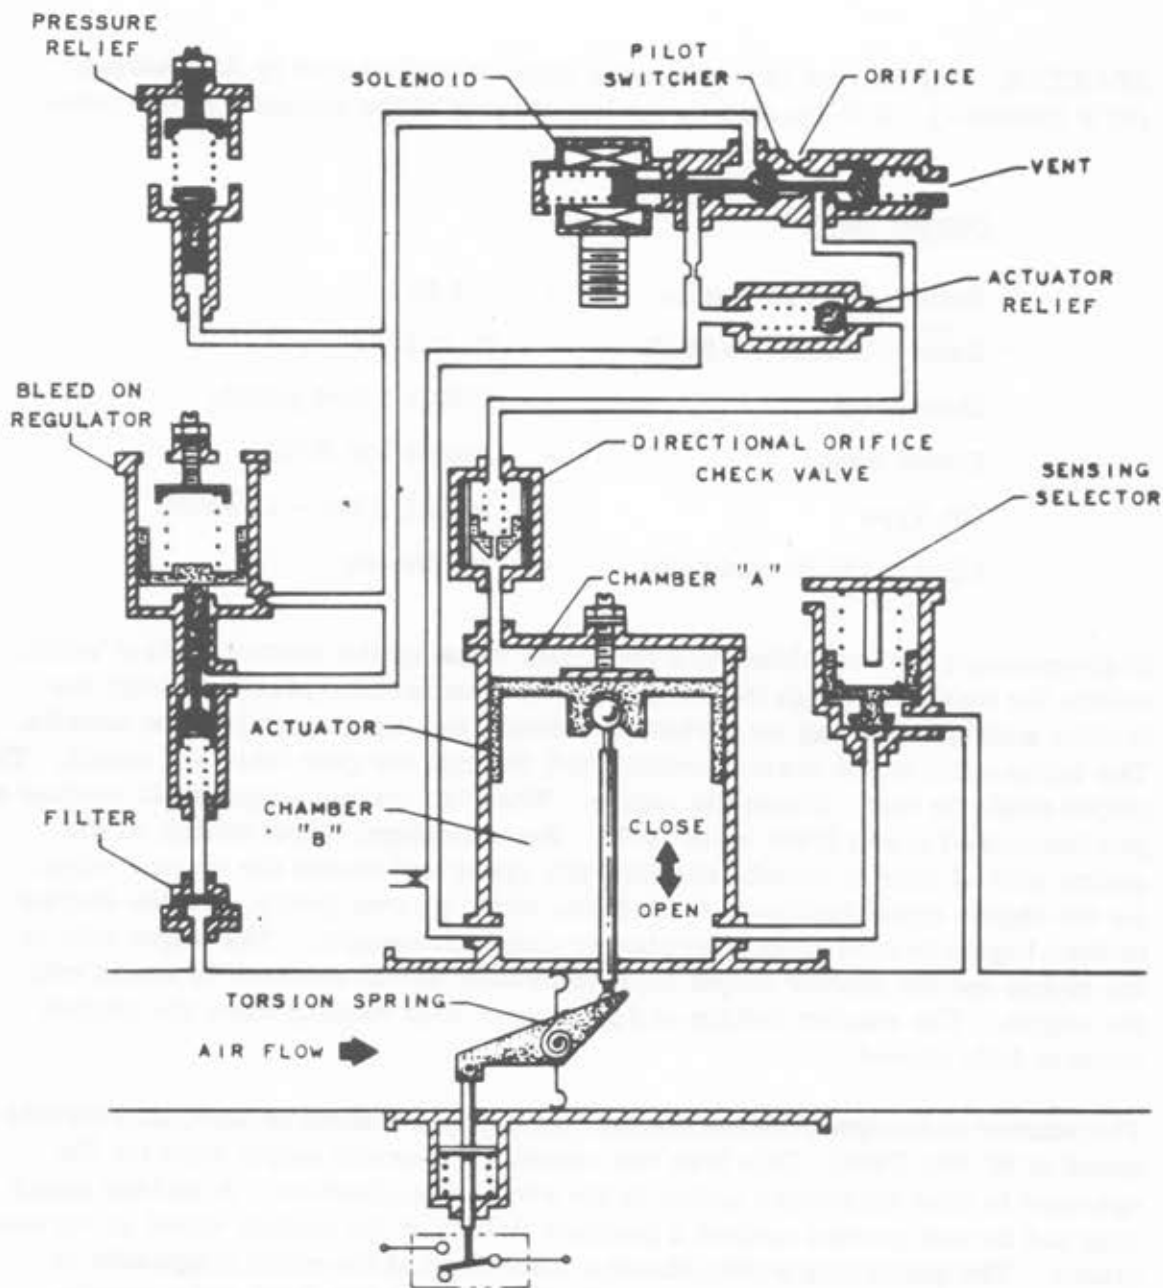 PRESSURE
RELIEF
SOLENOID
PILOT
SWITCHER
ORIFICE
VENT
ACTUATOR
RELIEF
BLEED ON
REGULATOR
DIRECTIONAL ORIFICE
CHECK VALVE
SENSING
SELECTOR
CHAMBER "A"
ACTUATOR
CHAMBER
"B"
FILTER
CLOSE
OPEN
TORSION SPRING
AIR FLOW